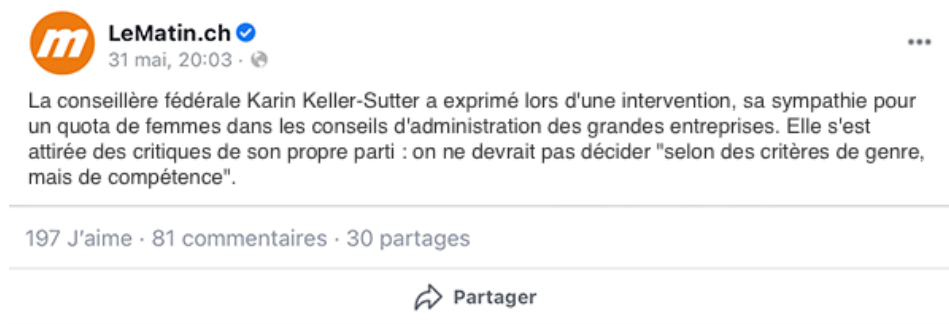 m
LeMatin.ch
31 mai, 20:03 ·
La conseillère fédérale Karin Keller-Sutter a exprimé lors d'une intervention, sa sympathie pour
un quota de femmes dans les conseils d'administration des grandes entreprises. Elle s'est
attirée des critiques de son propre parti : on ne devrait pas décider "selon des critères de genre,
mais de compétence".
197 J'aime · 81 commentaires · 30 partages
Partager